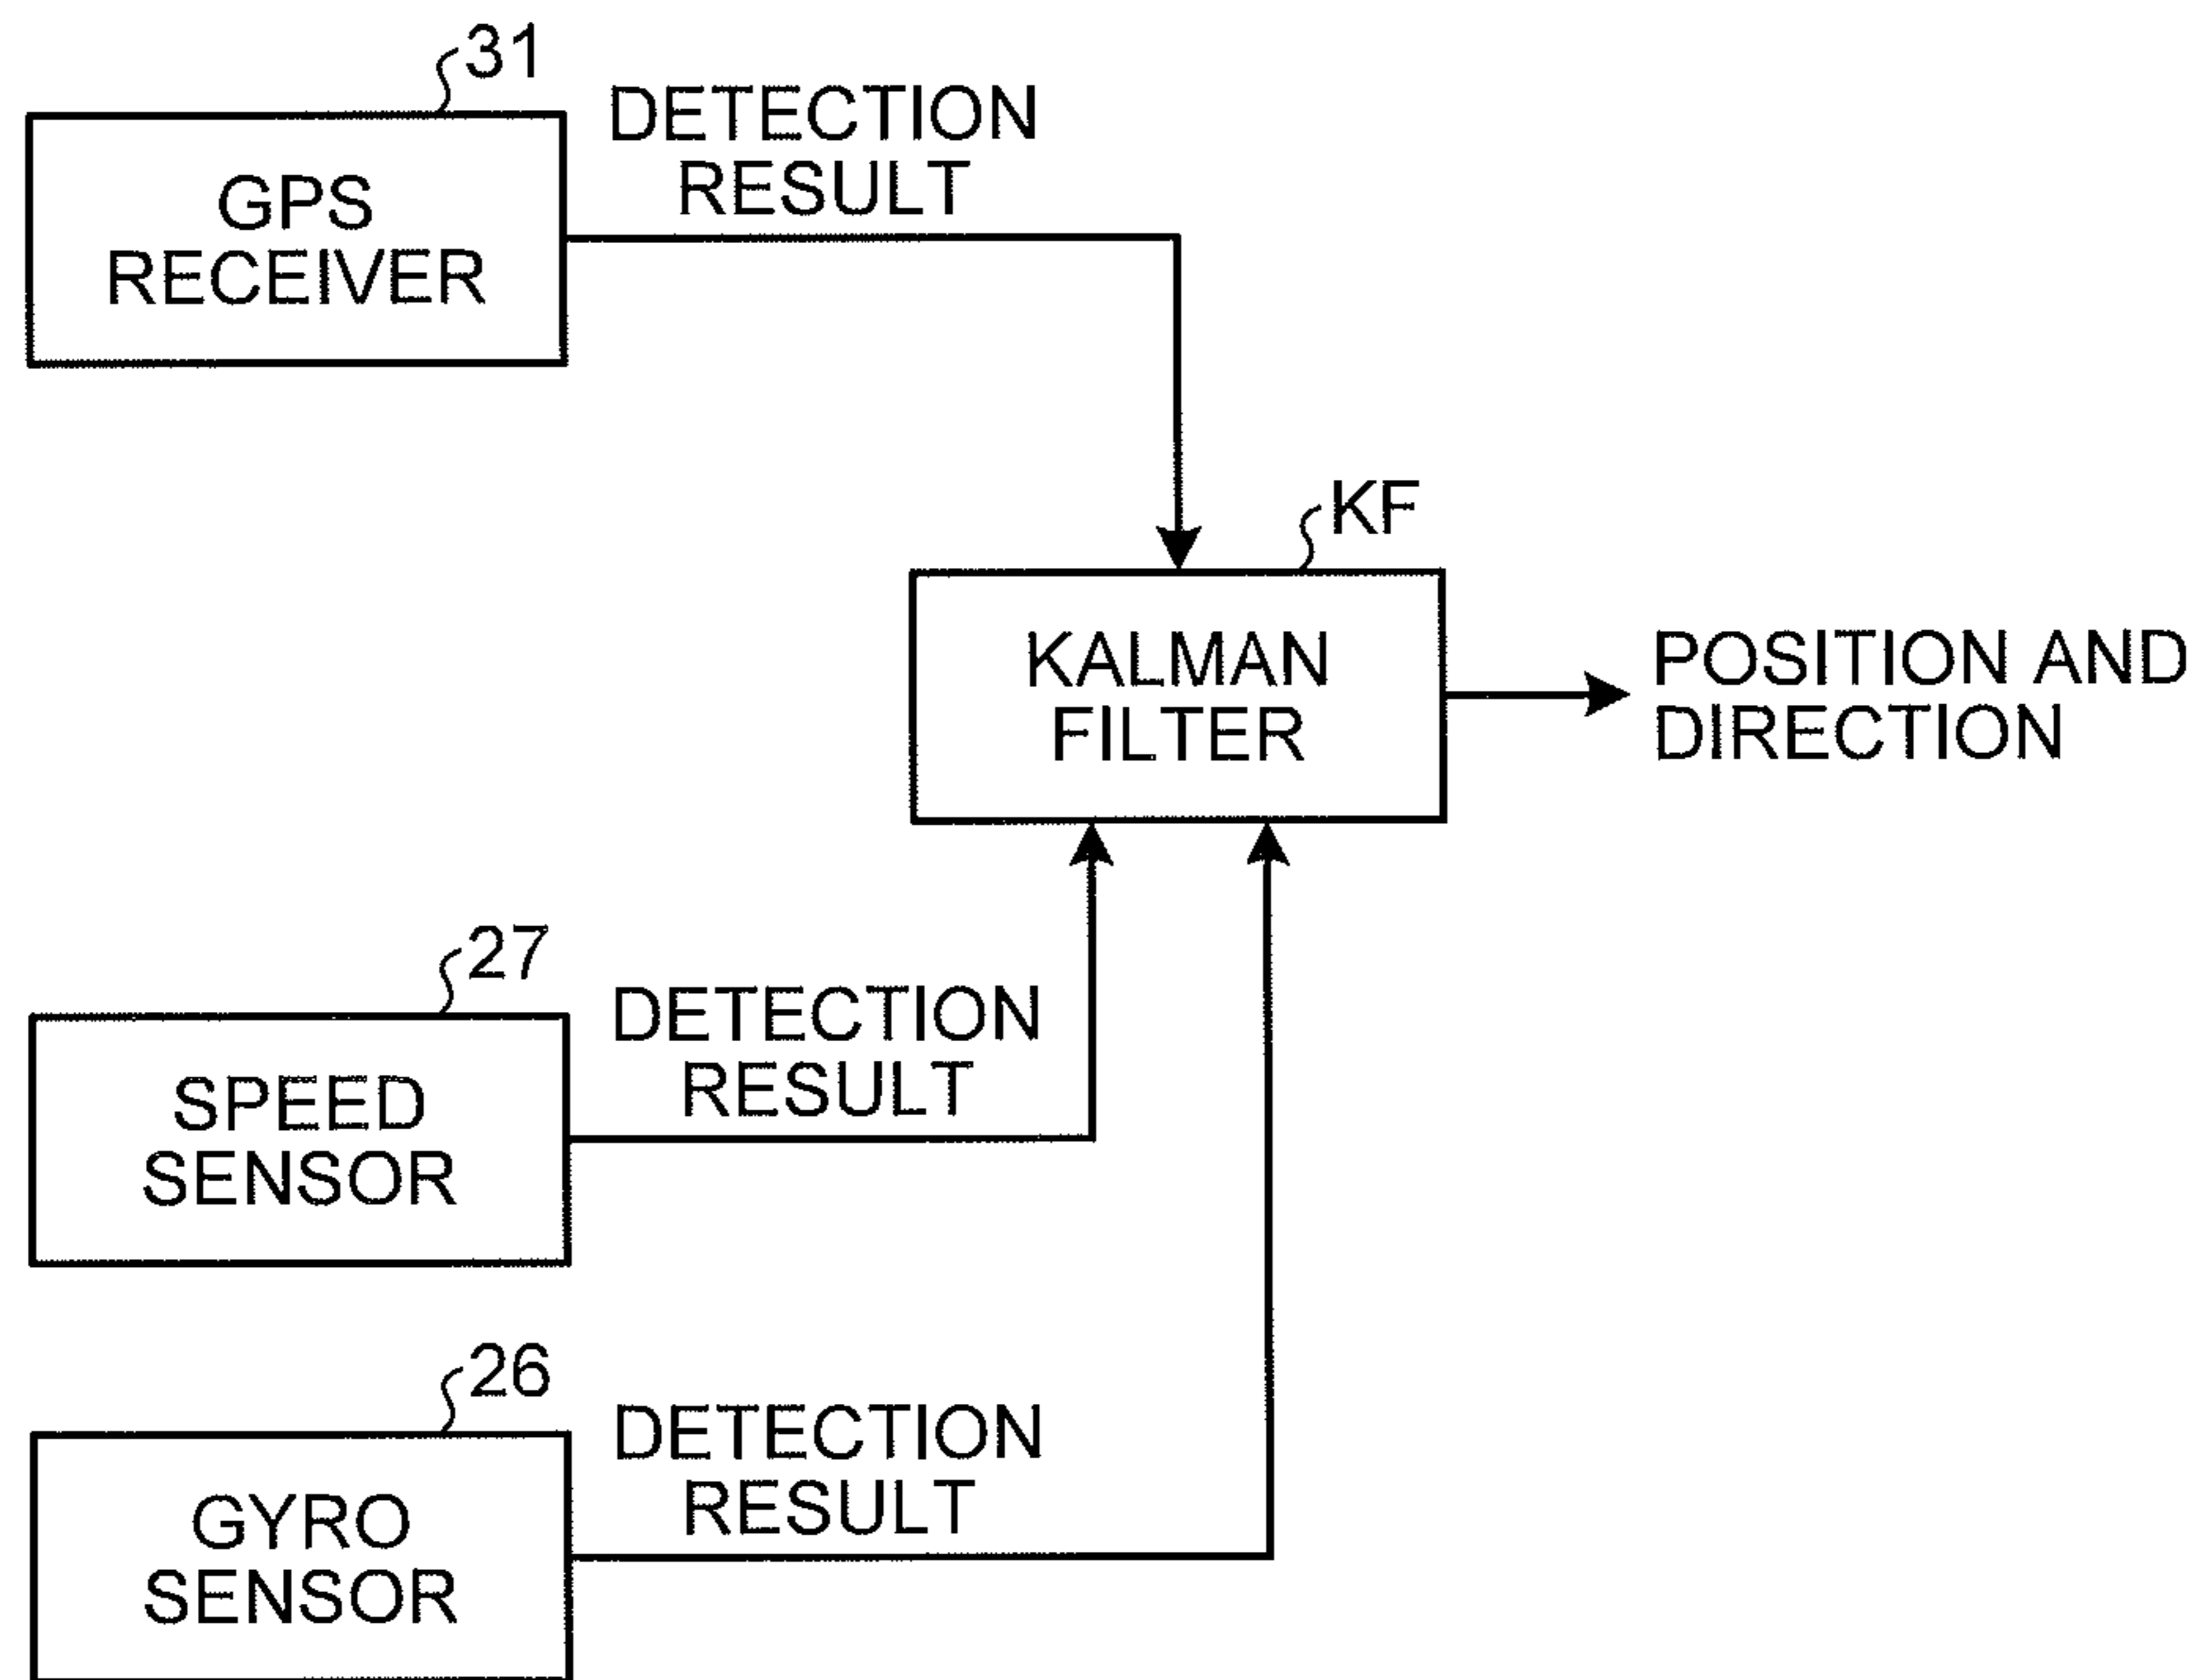 31
GPS
RECEIVER
DETECTION
RESULT
KF
KALMAN
FILTER
POSITION AND
DIRECTION
27
SPEED
SENSOR
DETECTION
RESULT
26
GYRO
SENSOR
DETECTION
RESULT